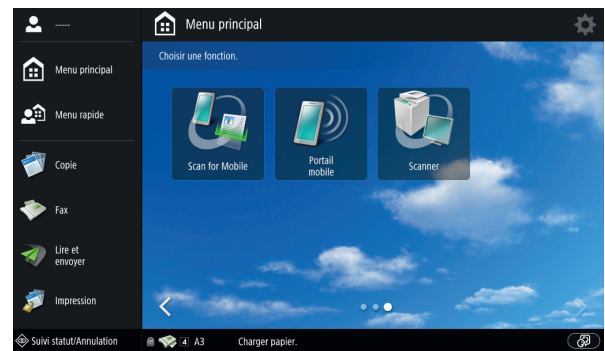 -----
Menu principal
Menu principal
Choisir une fonction.
Menu rapide
Scan for Mobile
Portail
mobile
Scanner
Copie
Fax
Lire et
envoyer
Impression
Suivi statut/Annulation
4 A3 Charger papier.